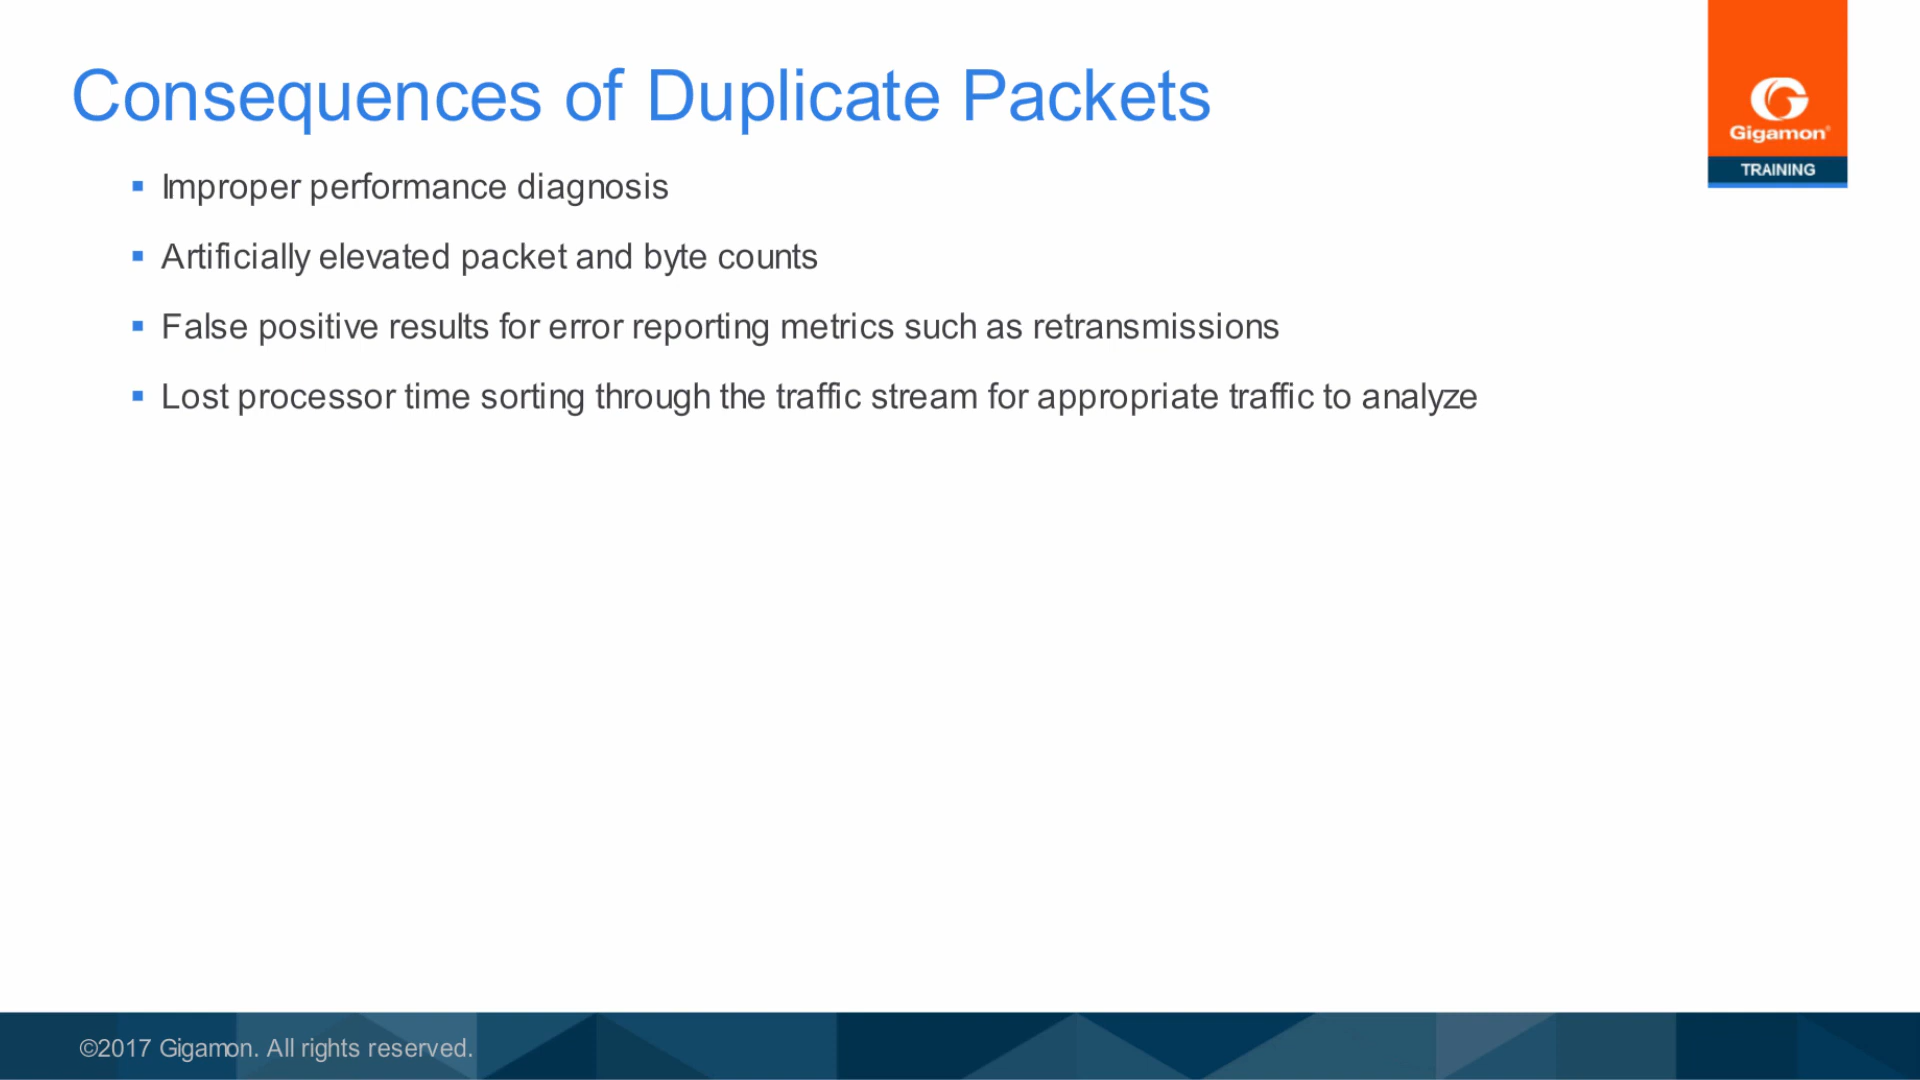 Consequences of Duplicate Packets
Gigamon®
TRAINING
▪ Improper performance diagnosis
▪ Artificially elevated packet and byte counts
▪ False positive results for error reporting metrics such as retransmissions
▪ Lost processor time sorting through the traffic stream for appropriate traffic to analyze
©2017 Gigamon. All rights reserved.